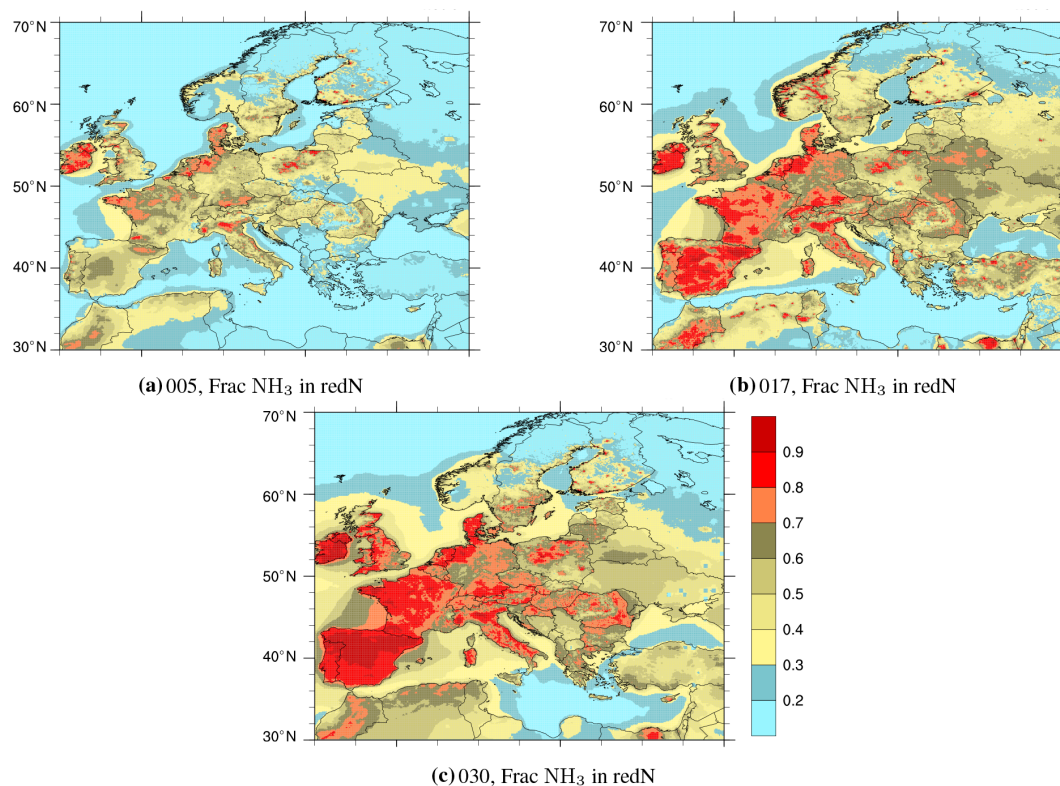 70°N
60°N
50°N
40°N
30°N
(a) 005, Frac NH₃ in redN
70°N
60°N
50°N
40°N
30°N
(b) 017, Frac NH₃ in redN
70°N
60°N
50°N
40°N
30°N
0.9
0.8
0.7
0.6
0.5
0.4
0.3
0.2
(c) 030, Frac NH₃ in redN